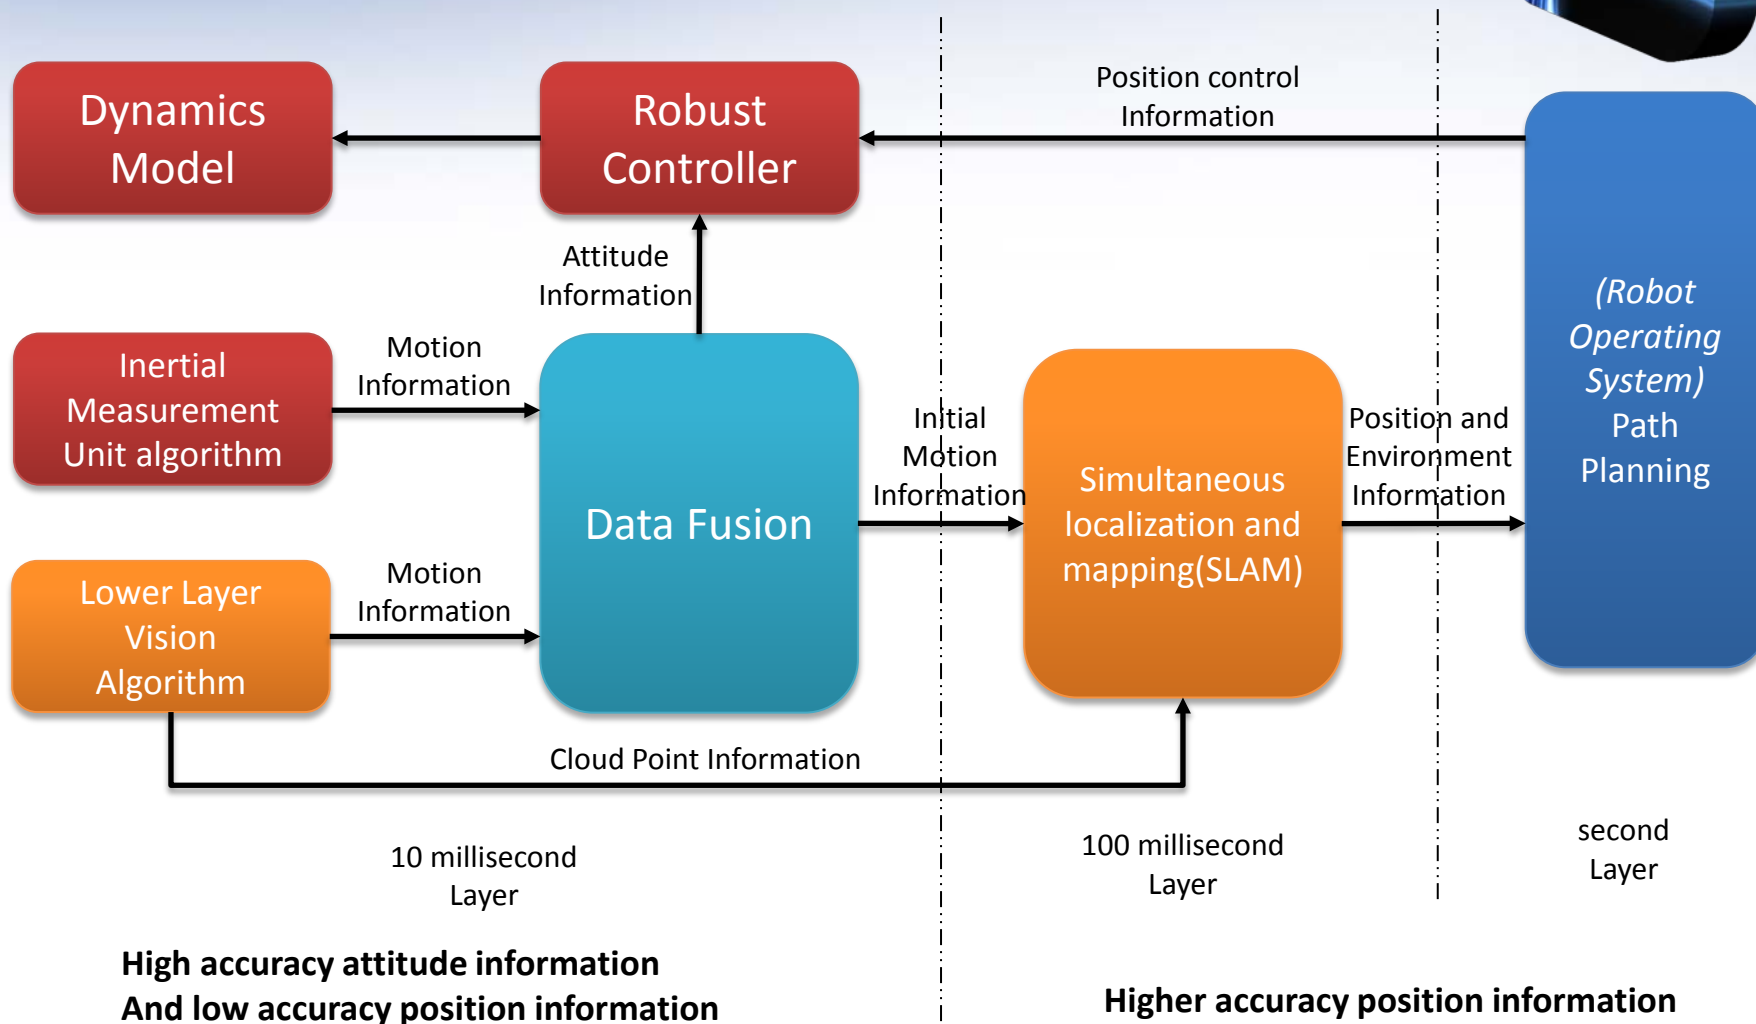 Dynamics
Model
Robust
Controller
Position control
Information
Attitude
Information
Inertial
Measurement
Unit algorithm
Motion
Information
Data Fusion
Initial
Motion
Information
Simultaneous
localization and
mapping(SLAM)
Position and
Environment
Information
(Robot
Operating
System)
Path
Planning
Lower Layer
Vision
Algorithm
Motion
Information
Cloud Point Information
10 millisecond
Layer
100 millisecond
Layer
second
Layer
High accuracy attitude information
And low accuracy position information
Higher accuracy position information